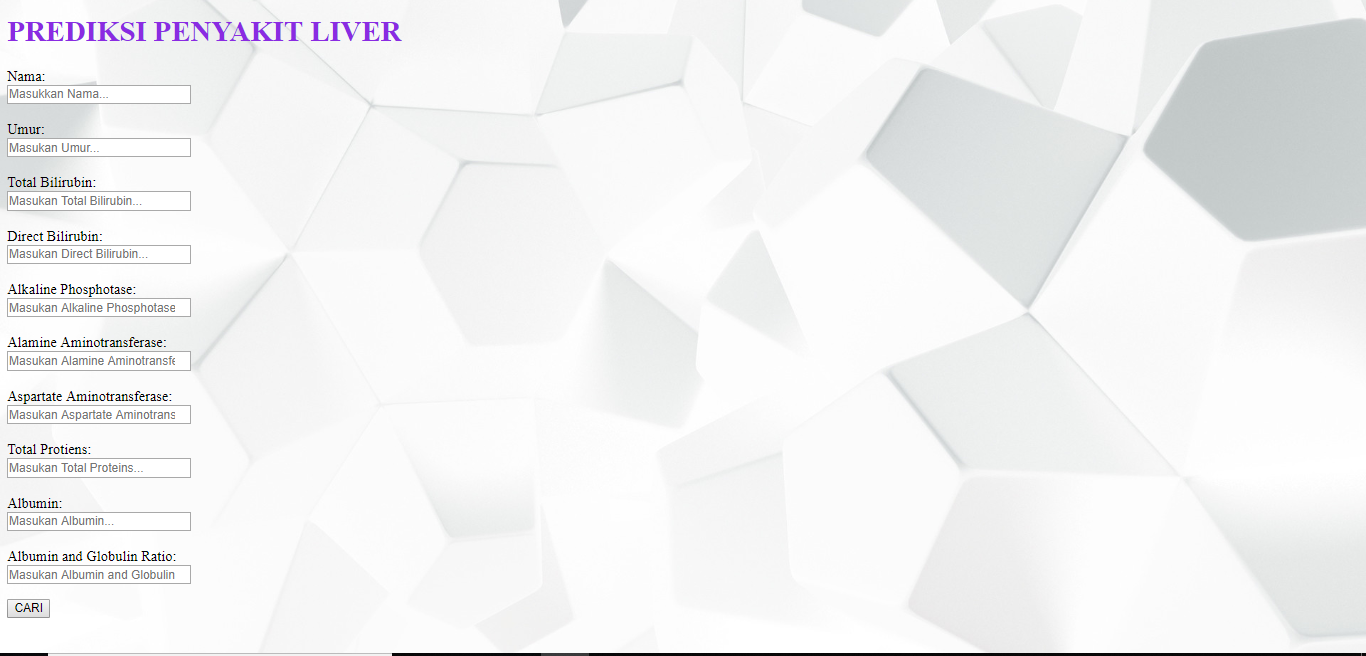 PREDIKSI PENYAKIT LIVER
Nama:
Masukkan Nama...
Umur:
Masukan Umur...
Total Bilirubin:
Masukan Total Bilirubin...
Direct Bilirubin:
Masukan Direct Bilirubin...
Alkaline Phosphotase:
Masukan Alkaline Phosphotase
Alamine Aminotransferase:
Masukan Alamine Aminotransfe
Aspartate Aminotransferase:
Masukan Aspartate Aminotrans
Total Protiens:
Masukan Total Proteins...
Albumin:
Masukan Albumin...
Albumin and Globulin Ratio:
Masukan Albumin and Globulin
CARI